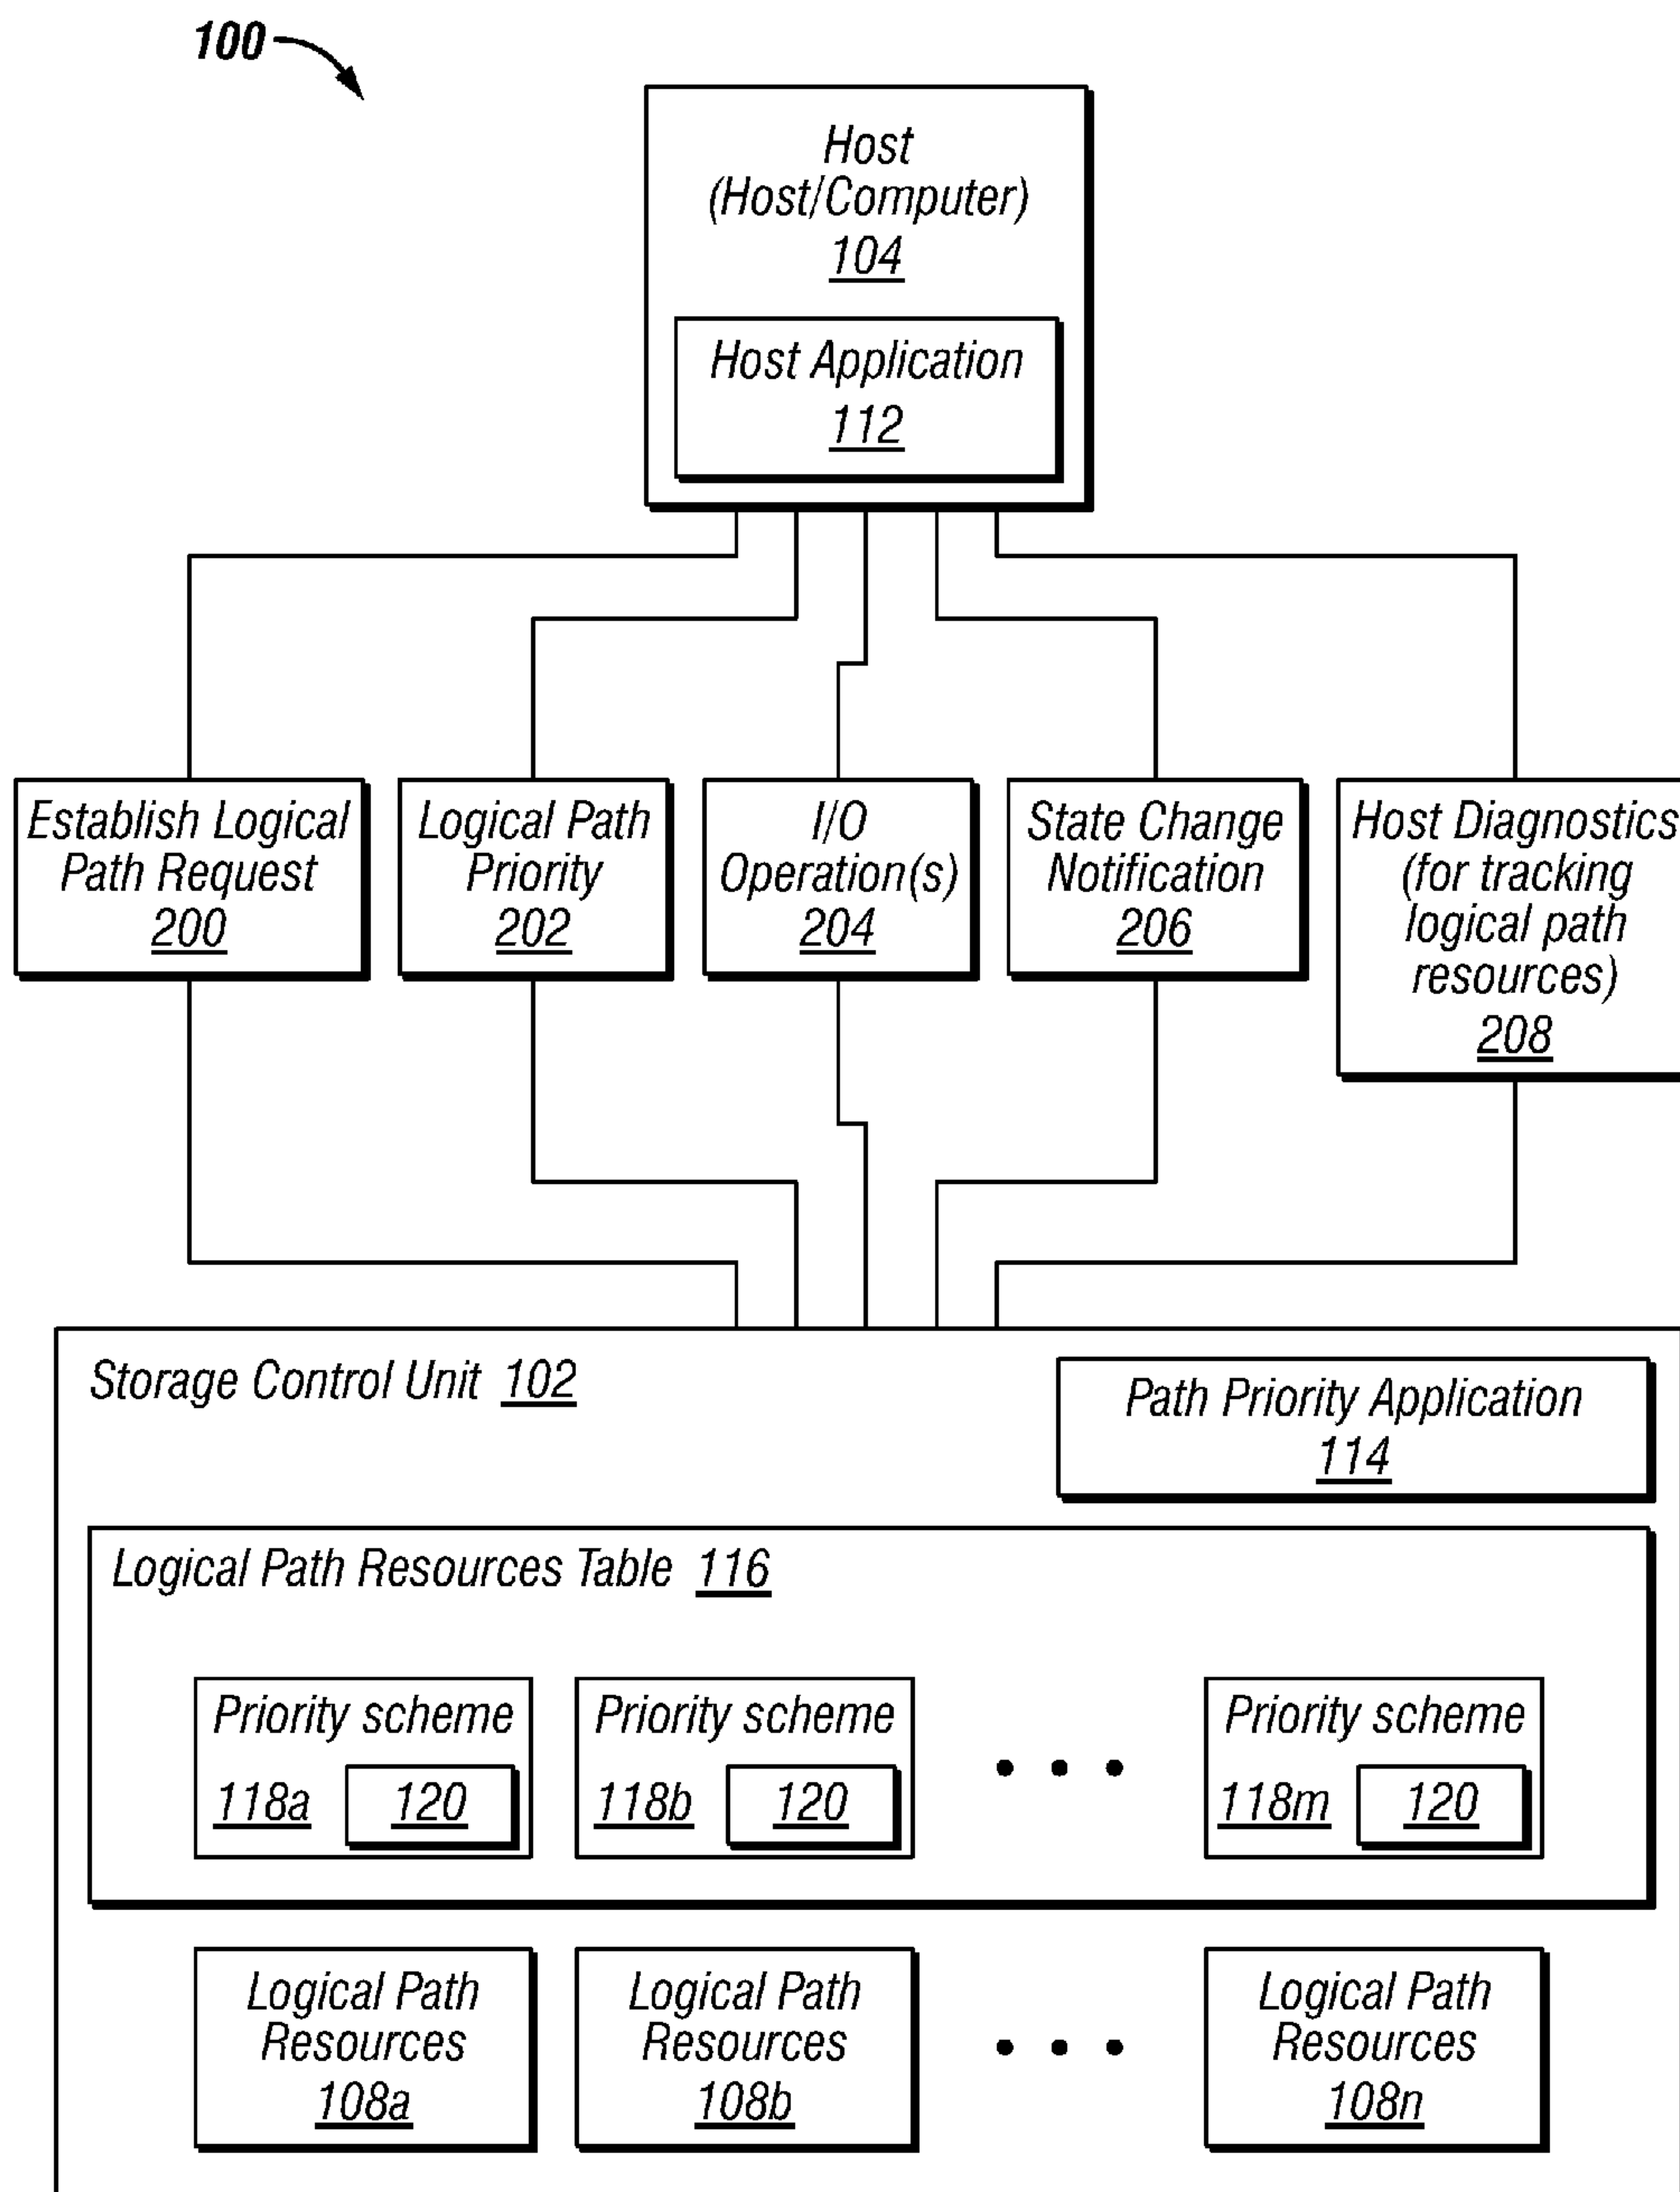 100
Host
(Host/Computer)
104
Host Application
112
Establish Logical
Path Request
200
Logical Path
Priority
202
I/O
Operation(s)
204
State Change
Notification
206
Host Diagnostics
(for tracking
logical path
resources)
208
Storage Control Unit 102
Path Priority Application
114
Logical Path Resources Table 116
Priority scheme
118a 120
Priority scheme
118b 120
Priority scheme
118m 120
Logical Path
Resources
108a
Logical Path
Resources
108b
Logical Path
Resources
108n